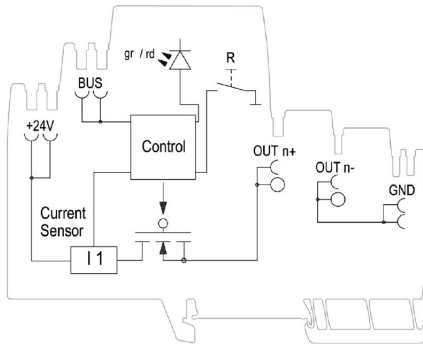 gr / rd
R
BUS
+24V
Control
OUT n+
OUT n-
GND
Current
Sensor
I 1